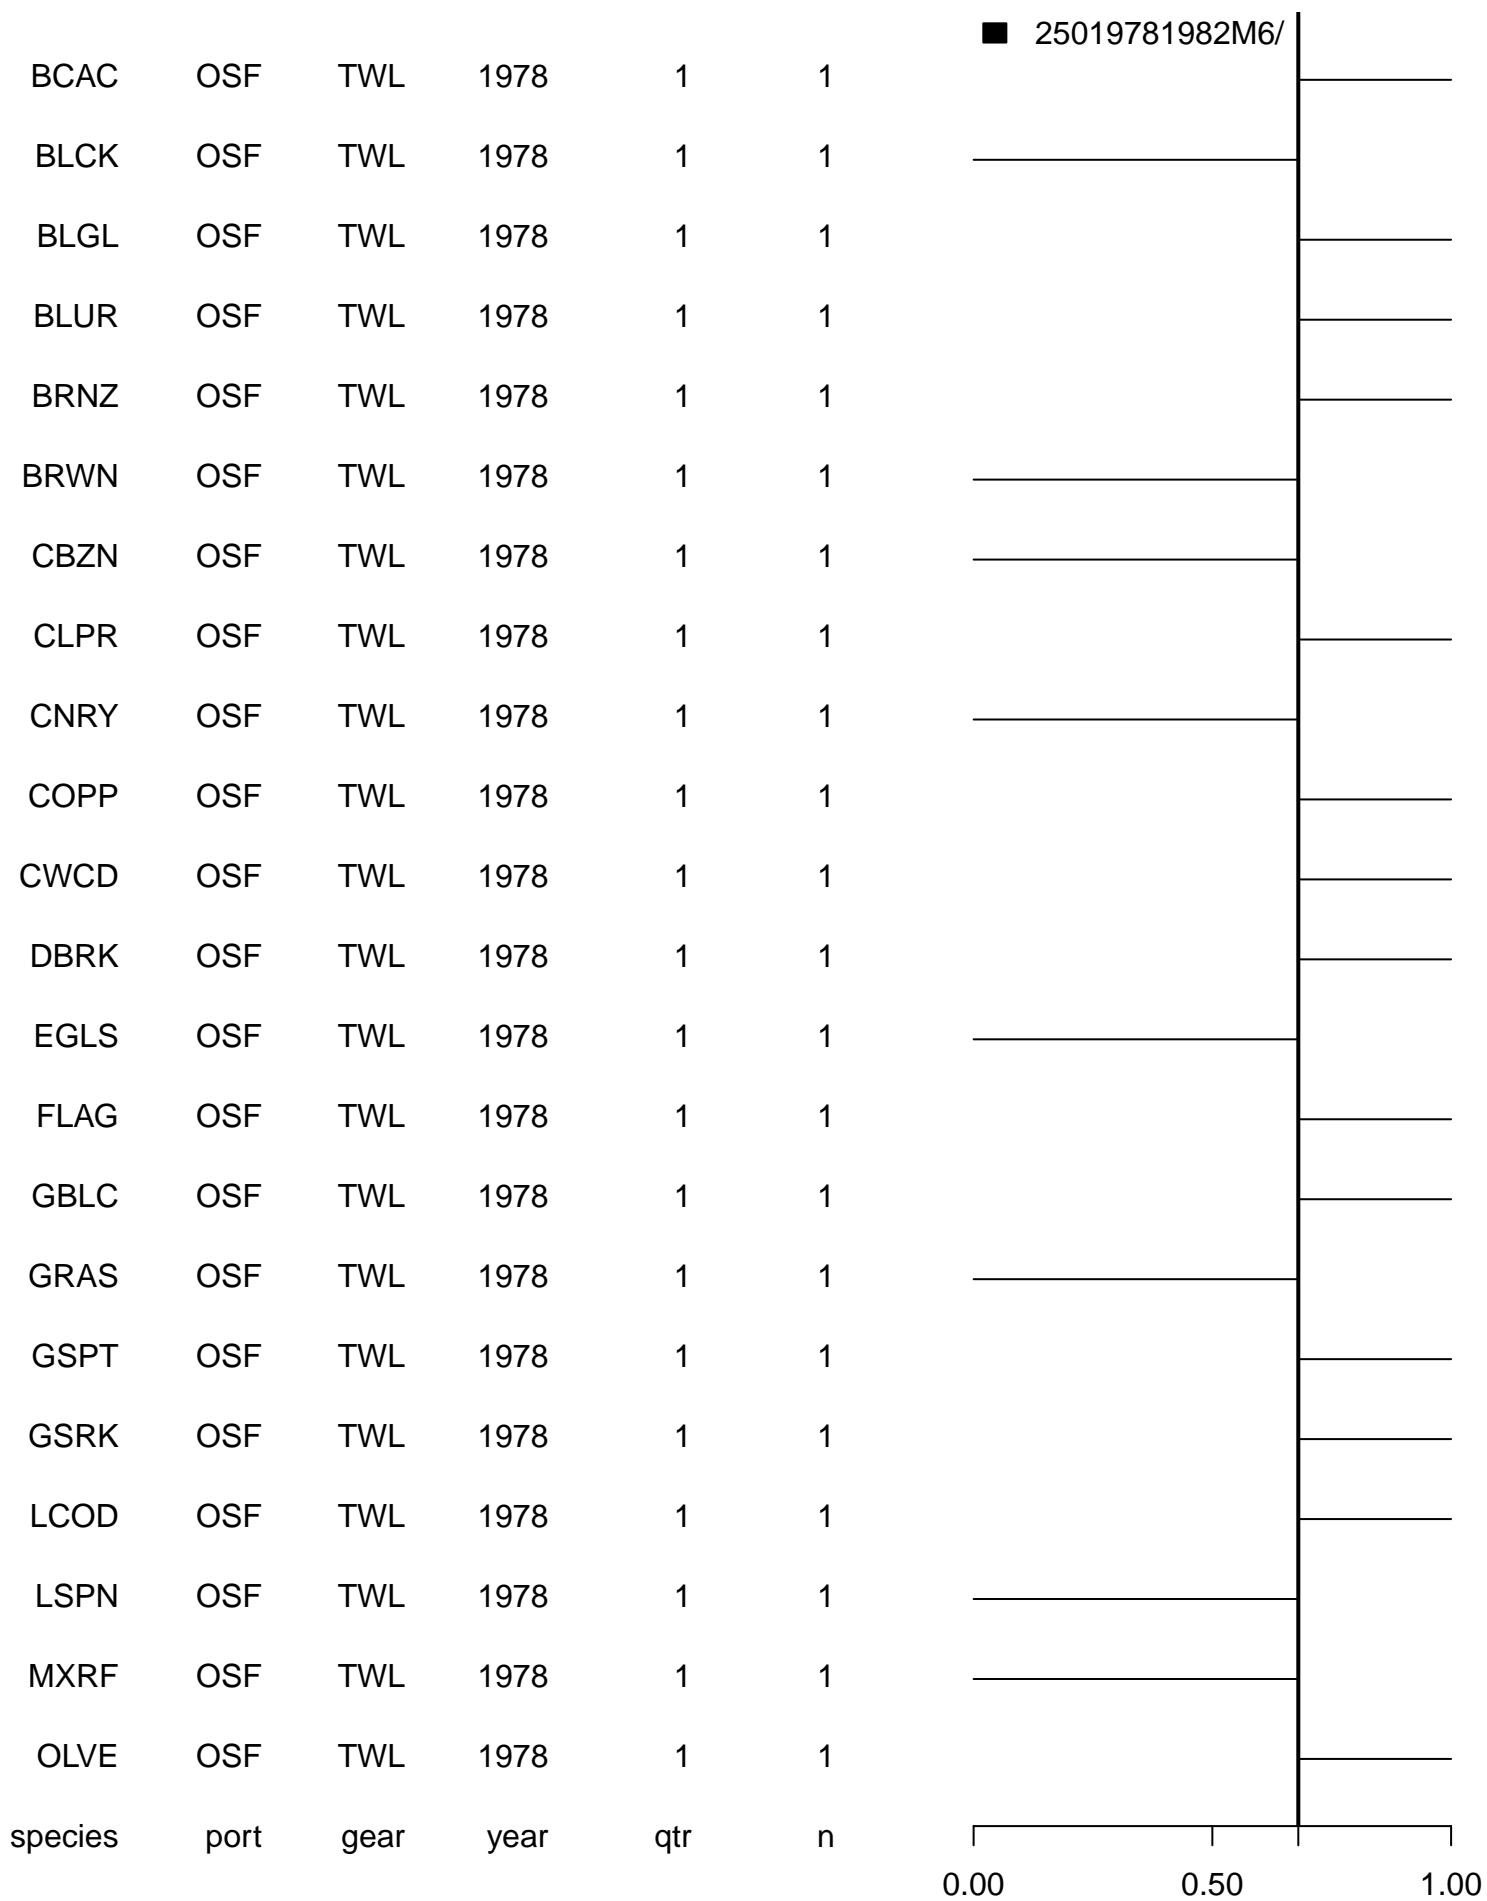 25019781982M6/
BCAC OSF TWL 1978 1 1
BLCK OSF TWL 1978 1 1
BLGL OSF TWL 1978 1 1
BLUR OSF TWL 1978 1 1
BRNZ OSF TWL 1978 1 1
BRWN OSF TWL 1978 1 1
CBZN OSF TWL 1978 1 1
CLPR OSF TWL 1978 1 1
CNRY OSF TWL 1978 1 1
COPP OSF TWL 1978 1 1
CWCD OSF TWL 1978 1 1
DBRK OSF TWL 1978 1 1
EGLS OSF TWL 1978 1 1
FLAG OSF TWL 1978 1 1
GBLC OSF TWL 1978 1 1
GRAS OSF TWL 1978 1 1
GSPT OSF TWL 1978 1 1
GSRK OSF TWL 1978 1 1
LCOD OSF TWL 1978 1 1
LSPN OSF TWL 1978 1 1
MXRF OSF TWL 1978 1 1
OLVE OSF TWL 1978 1 1
species port gear year qtr n
0.00 0.50 1.00